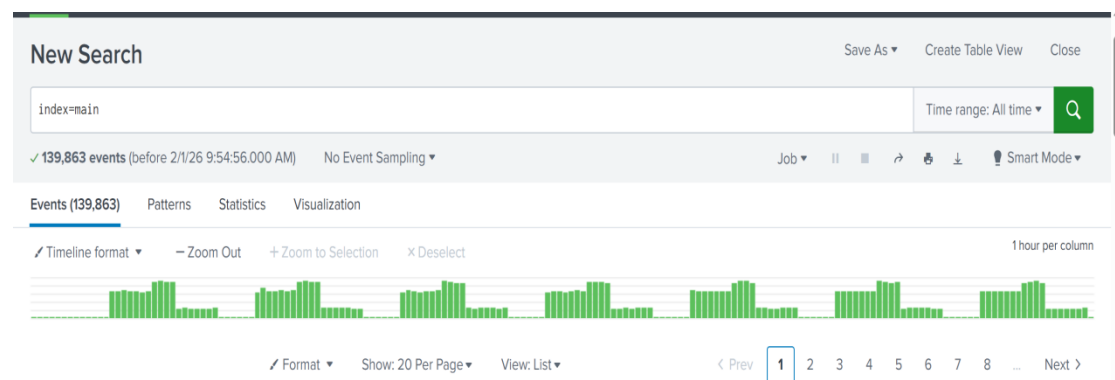 New Search
Save As ▾ Create Table View Close
index=main
Time range: All time ▾
✓ 139,863 events (before 2/1/26 9:54:56.000 AM) No Event Sampling ▾
Job ▾ Smart Mode ▾
Events (139,863) Patterns Statistics Visualization
Timeline format ▾ − Zoom Out + Zoom to Selection × Deselect
1 hour per column
Format ▾ Show: 20 Per Page ▾ View: List ▾
< Prev 1 2 3 4 5 6 7 8 ... Next >